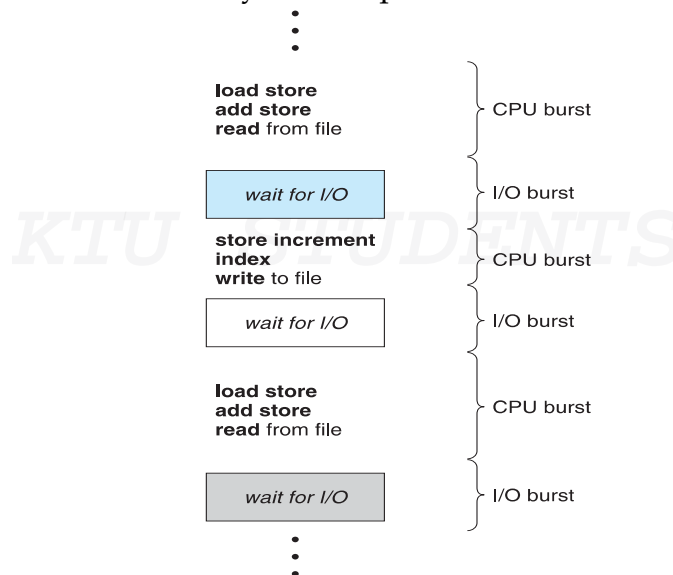 load store
add store
read from file
CPU burst
wait for I/O
I/O burst
KTU STUDENTS
store increment
index
write to file
CPU burst
wait for I/O
I/O burst
load store
add store
read from file
CPU burst
wait for I/O
I/O burst